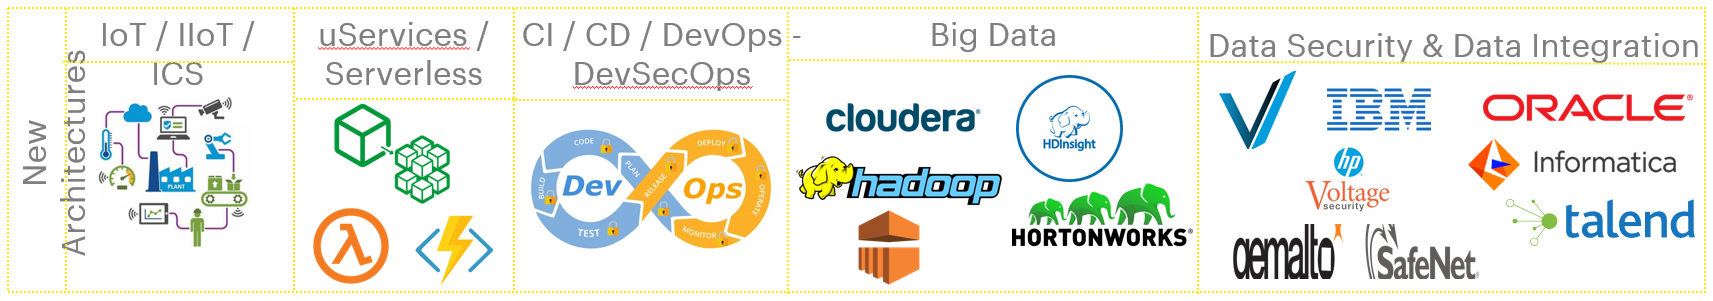 New
Architectures
IoT / IIoT /
ICS
PLANT
uServices /
Serverless
CI / CD / DevOps -
DevSecOps
CODE
BUILD
Dev
TEST
PLAN
RELEASE
DEPLOY
Ops
OPERATE
MONITOR
Big Data
cloudera®
HDInsight
hadoop
HORTONWORKS®
Data Security & Data Integration
V
IBM
ORACLE®
hp
Voltage
security
Informatica
gemalto
SafeNet
talend